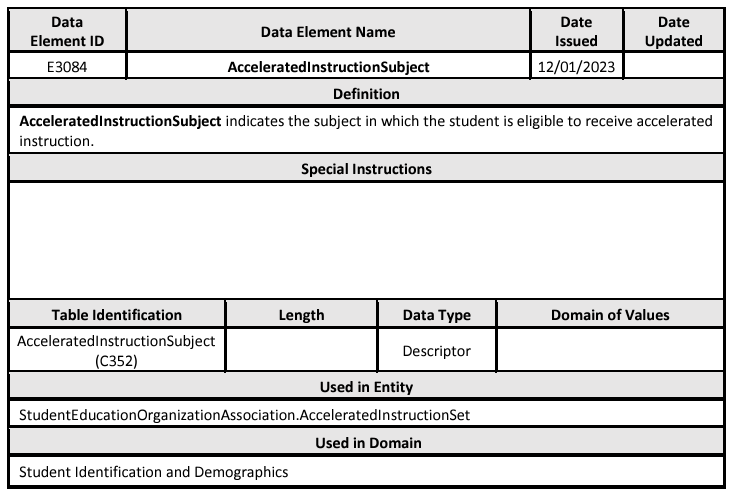 Data
Element ID
Data Element Name
Date
Issued
Date
Updated
E3084
AcceleratedInstructionSubject
12/01/2023
Definition
AcceleratedInstructionSubject indicates the subject in which the student is eligible to receive accelerated
instruction.
Special Instructions
Table Identification
Length
Data Type
Domain of Values
AcceleratedInstructionSubject
(C352)
Descriptor
Used in Entity
StudentEducationOrganizationAssociation.AcceleratedInstructionSet
Used in Domain
Student Identification and Demographics